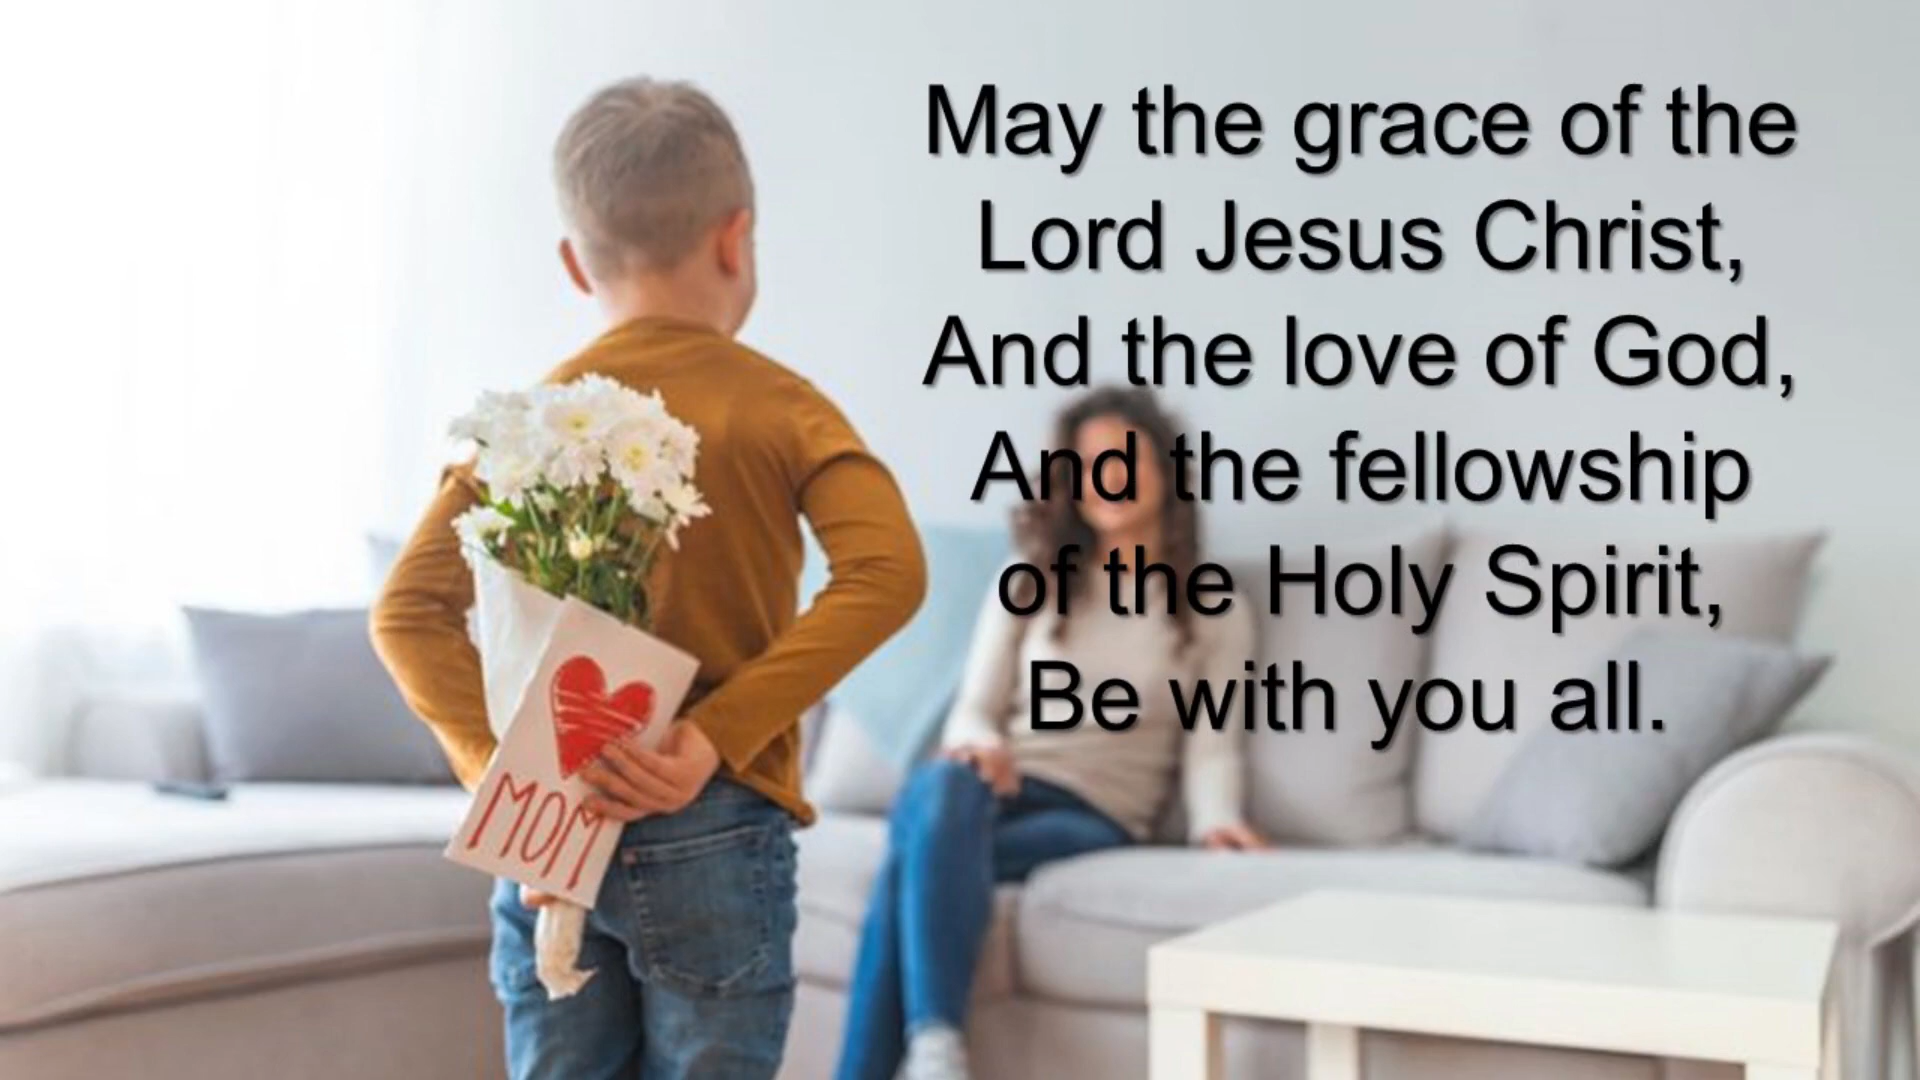 May the grace of the
Lord Jesus Christ,
And the love of God,
And the fellowship
of the Holy Spirit,
Be with you all.
MOM